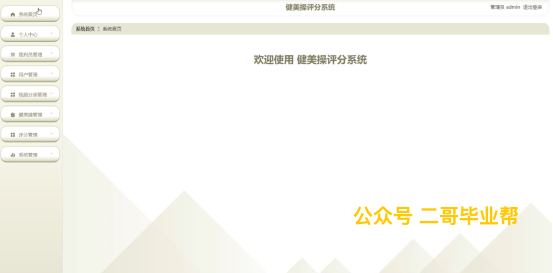 健美操评分系统
管理员 admin 退出登录
系统首页
系统首页 : 系统首页
个人中心
裁判员管理
用户管理
视频分类管理
健美操管理
评分管理
系统管理
欢迎使用 健美操评分系统
公众号 二哥毕业帮